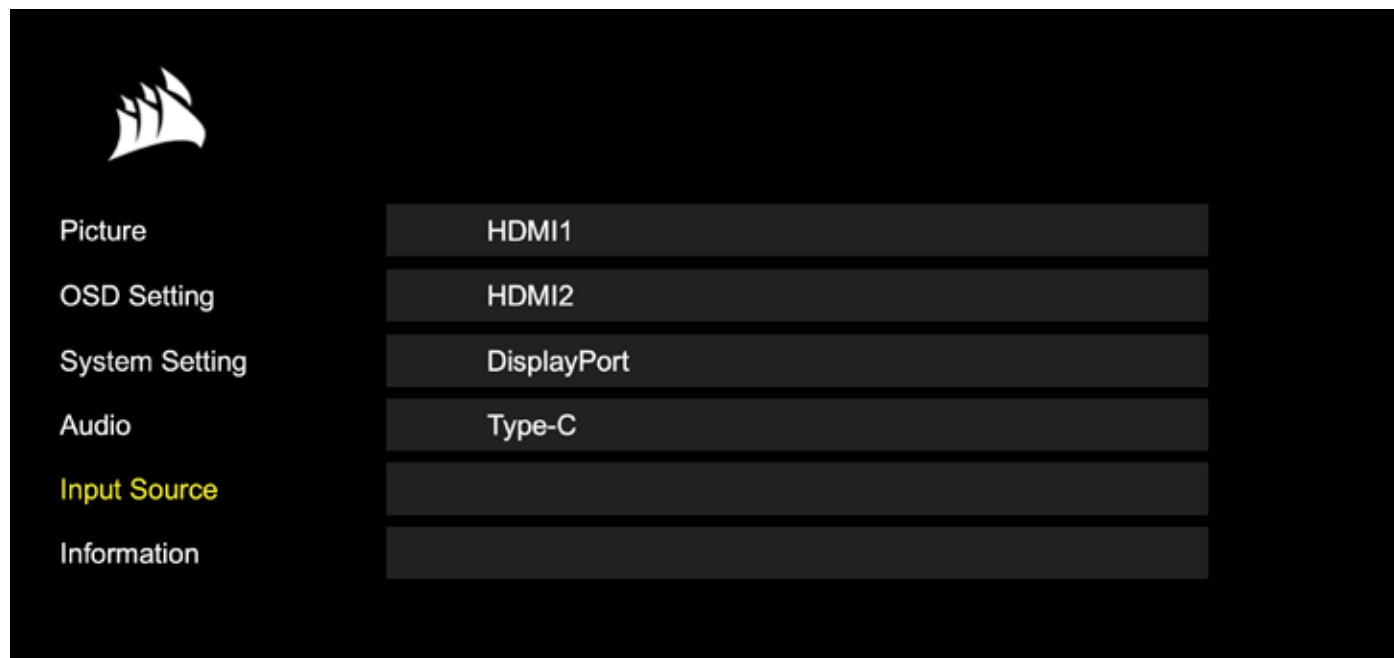 Picture
HDMI1
OSD Setting
HDMI2
System Setting
DisplayPort
Audio
Type-C
Input Source
Information